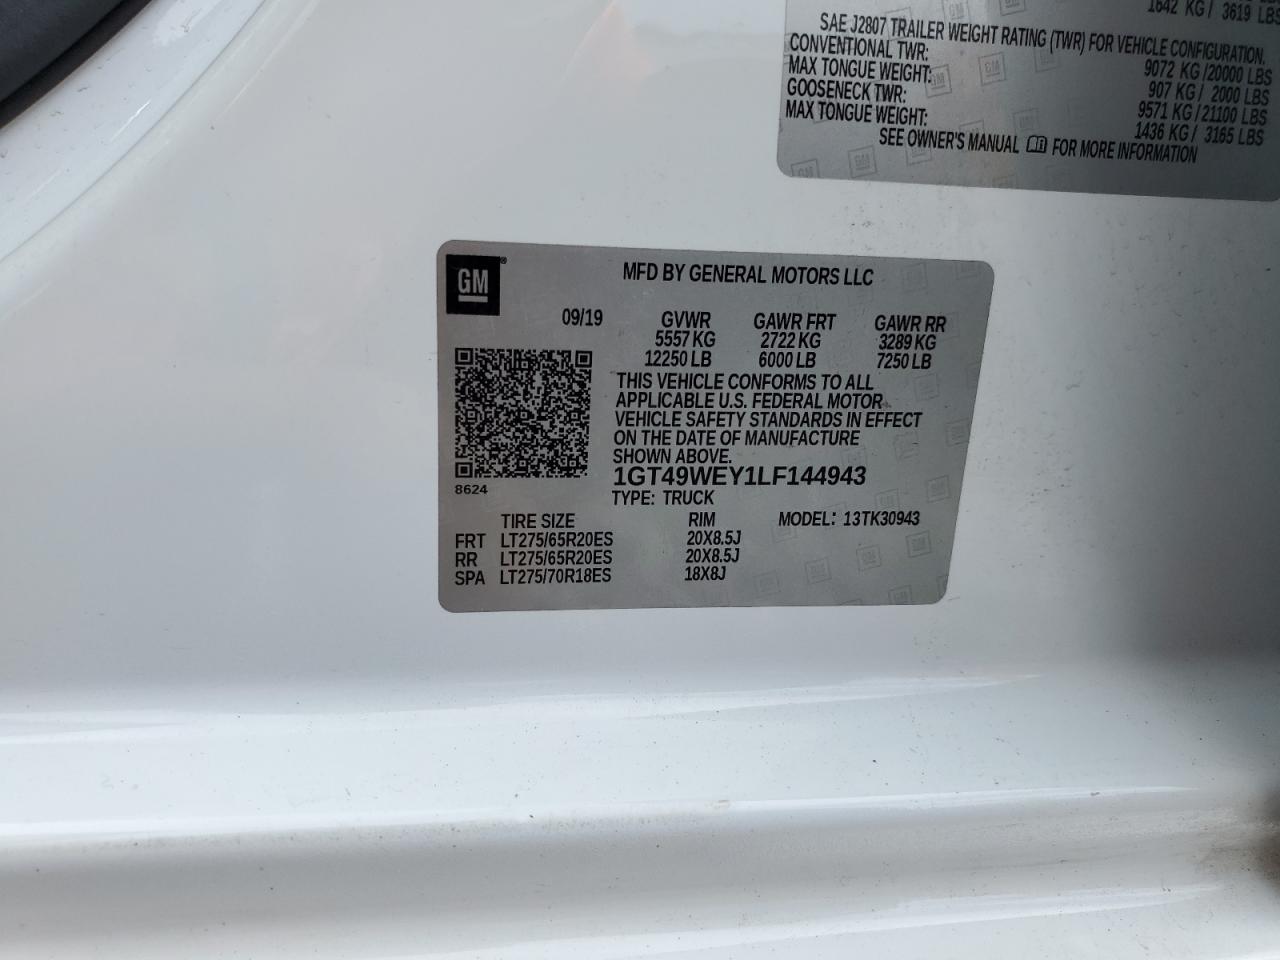 1642 KG / 3619 LBS
SAE J2807 TRAILER WEIGHT RATING (TWR) FOR VEHICLE CONFIGURATION.
CONVENTIONAL TWR: 9072 KG /20000 LBS
MAX TONGUE WEIGHT: 907 KG / 2000 LBS
GOOSENECK TWR: 9571 KG /21100 LBS
MAX TONGUE WEIGHT: 1436 KG / 3165 LBS
SEE OWNER'S MANUAL FOR MORE INFORMATION
GM® MFD BY GENERAL MOTORS LLC
09/19 GVWR GAWR FRT GAWR RR
5557 KG 2722 KG 3289 KG
12250 LB 6000 LB 7250 LB
THIS VEHICLE CONFORMS TO ALL
APPLICABLE U.S. FEDERAL MOTOR
VEHICLE SAFETY STANDARDS IN EFFECT
ON THE DATE OF MANUFACTURE
SHOWN ABOVE.
1GT49WEY1LF144943
8624 TYPE: TRUCK
TIRE SIZE RIM MODEL: 13TK30943
FRT LT275/65R20ES 20X8.5J
RR LT275/65R20ES 20X8.5J
SPA LT275/70R18ES 18X8J